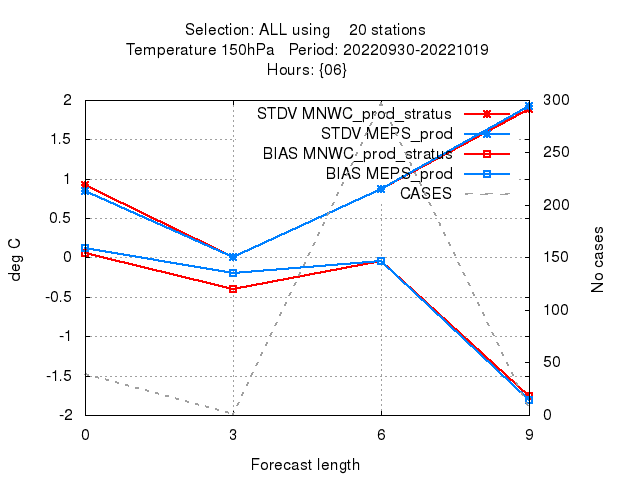 Selection: ALL using    20 stations
Temperature 150hPa   Period: 20220930-20221019
Hours: {06}
STDV MNWC_prod_stratus
STDV MEPS_prod
BIAS MNWC_prod_stratus
BIAS MEPS_prod
CASES
2
1.5
1
0.5
0
-0.5
-1
-1.5
-2
300
250
200
150
100
50
0
deg C
No cases
0 3 6 9
Forecast length